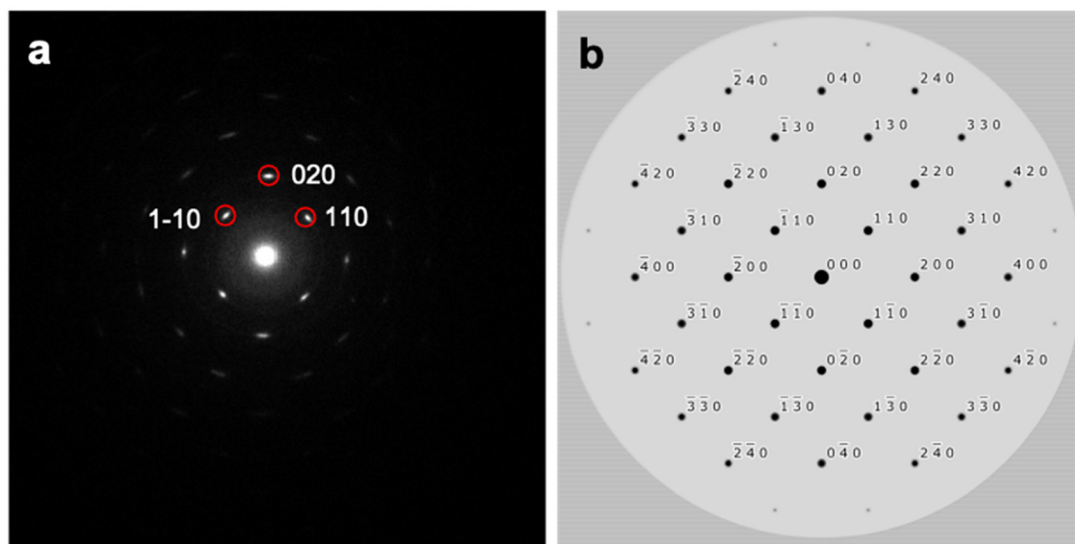 a
020
1-10
110
b
2̅ 4 0 0 4 0 2 4 0
3̅ 3 0 1̅ 3 0 1 3 0 3 3 0
4̅ 2 0 2̅ 2 0 0 2 0 2 2 0 4 2 0
3̅ 1 0 1̅ 1 0 1 1 0 3 1 0
4̅ 0 0 2̅ 0 0 0 0 0 2 0 0 4 0 0
3̅ 1̅ 0 1̅ 1̅ 0 1 1̅ 0 3 1̅ 0
4̅ 2̅ 0 2̅ 2̅ 0 0 2̅ 0 2 2̅ 0 4 2̅ 0
3̅ 3̅ 0 1̅ 3̅ 0 1 3̅ 0 3 3̅ 0
2̅ 4̅ 0 0 4̅ 0 2 4̅ 0